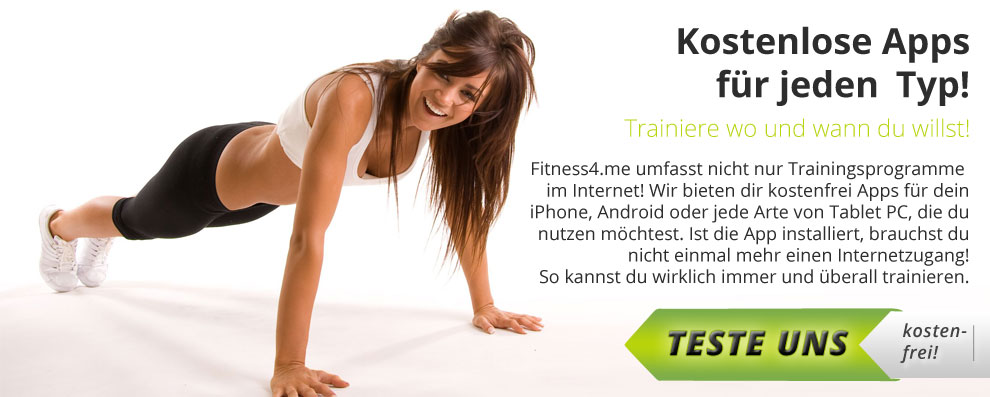 Kostenlose Apps
für jeden Typ!
Trainiere wo und wann du willst!
Fitness4.me umfasst nicht nur Trainingsprogramme
im Internet! Wir bieten dir kostenfrei Apps für dein
iPhone, Android oder jede Arte von Tablet PC, die du
nutzen möchtest. Ist die App installiert, brauchst du
nicht einmal mehr einen Internetzugang!
So kannst du wirklich immer und überall trainieren.
TESTE UNS
kosten-
frei!